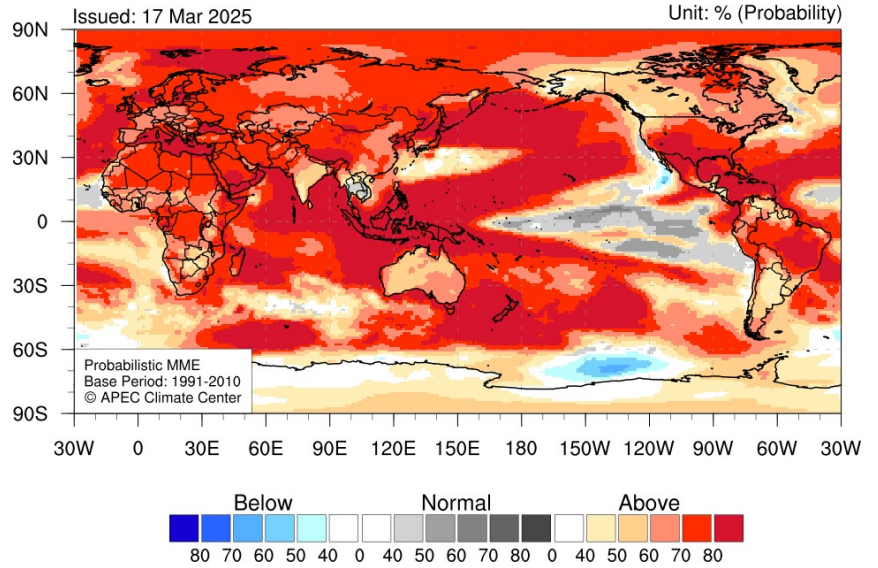 Issued: 17 Mar 2025
Unit: % (Probability)
90N
60N
30N
0
30S
60S
90S
Probabilistic MME
Base Period: 1991-2010
© APEC Climate Center
30W 0 30E 60E 90E 120E 150E 180 150W 120W 90W 60W 30W
Below Normal Above
80 70 60 50 40 0 40 50 60 70 80 0 40 50 60 70 80